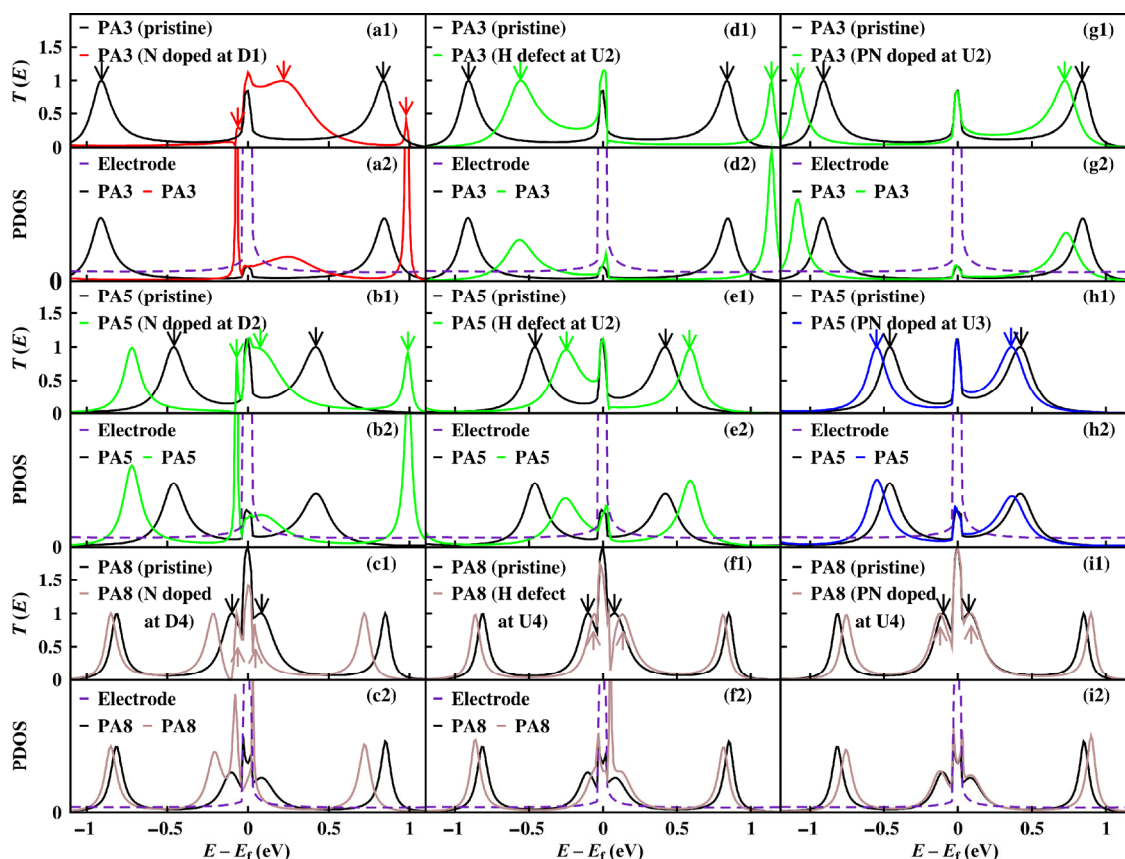 PA3 (pristine) (a1)
PA3 (N doped at D1)
PA3 (pristine) (d1)
PA3 (H defect at U2)
PA3 (pristine) (g1)
PA3 (PN doped at U2)
T (E)
1.5
1
0.5
0
Electrode (a2)
PA3 PA3
Electrode (d2)
PA3 PA3
Electrode (g2)
PA3 PA3
PDOS
0
PA5 (pristine) (b1)
PA5 (N doped at D2)
PA5 (pristine) (e1)
PA5 (H defect at U2)
PA5 (pristine) (h1)
PA5 (PN doped at U3)
T (E)
1.5
1
0.5
0
Electrode (b2)
PA5 PA5
Electrode (e2)
PA5 PA5
Electrode (h2)
PA5 PA5
PDOS
0
PA8 (pristine) (c1)
PA8 (N doped
at D4)
PA8 (pristine) (f1)
PA8 (H defect
at U4)
PA8 (pristine) (i1)
PA8 (PN doped
at U4)
T (E)
1.5
1
0.5
0
Electrode (c2)
PA8 PA8
Electrode (f2)
PA8 PA8
Electrode (i2)
PA8 PA8
PDOS
0
−1 −0.5 0 0.5 1
−1 −0.5 0 0.5 1
−1 −0.5 0 0.5 1
E − Ef (eV)
E − Ef (eV)
E − Ef (eV)